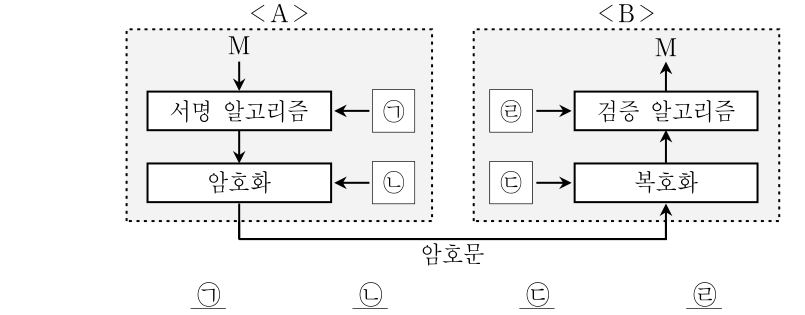 <A> <B>
M M
서명 알고리즘 ㉠ ㉣ 검증 알고리즘
암호화 ㉡ ㉢ 복호화
암호문
㉠ ㉡ ㉢ ㉣